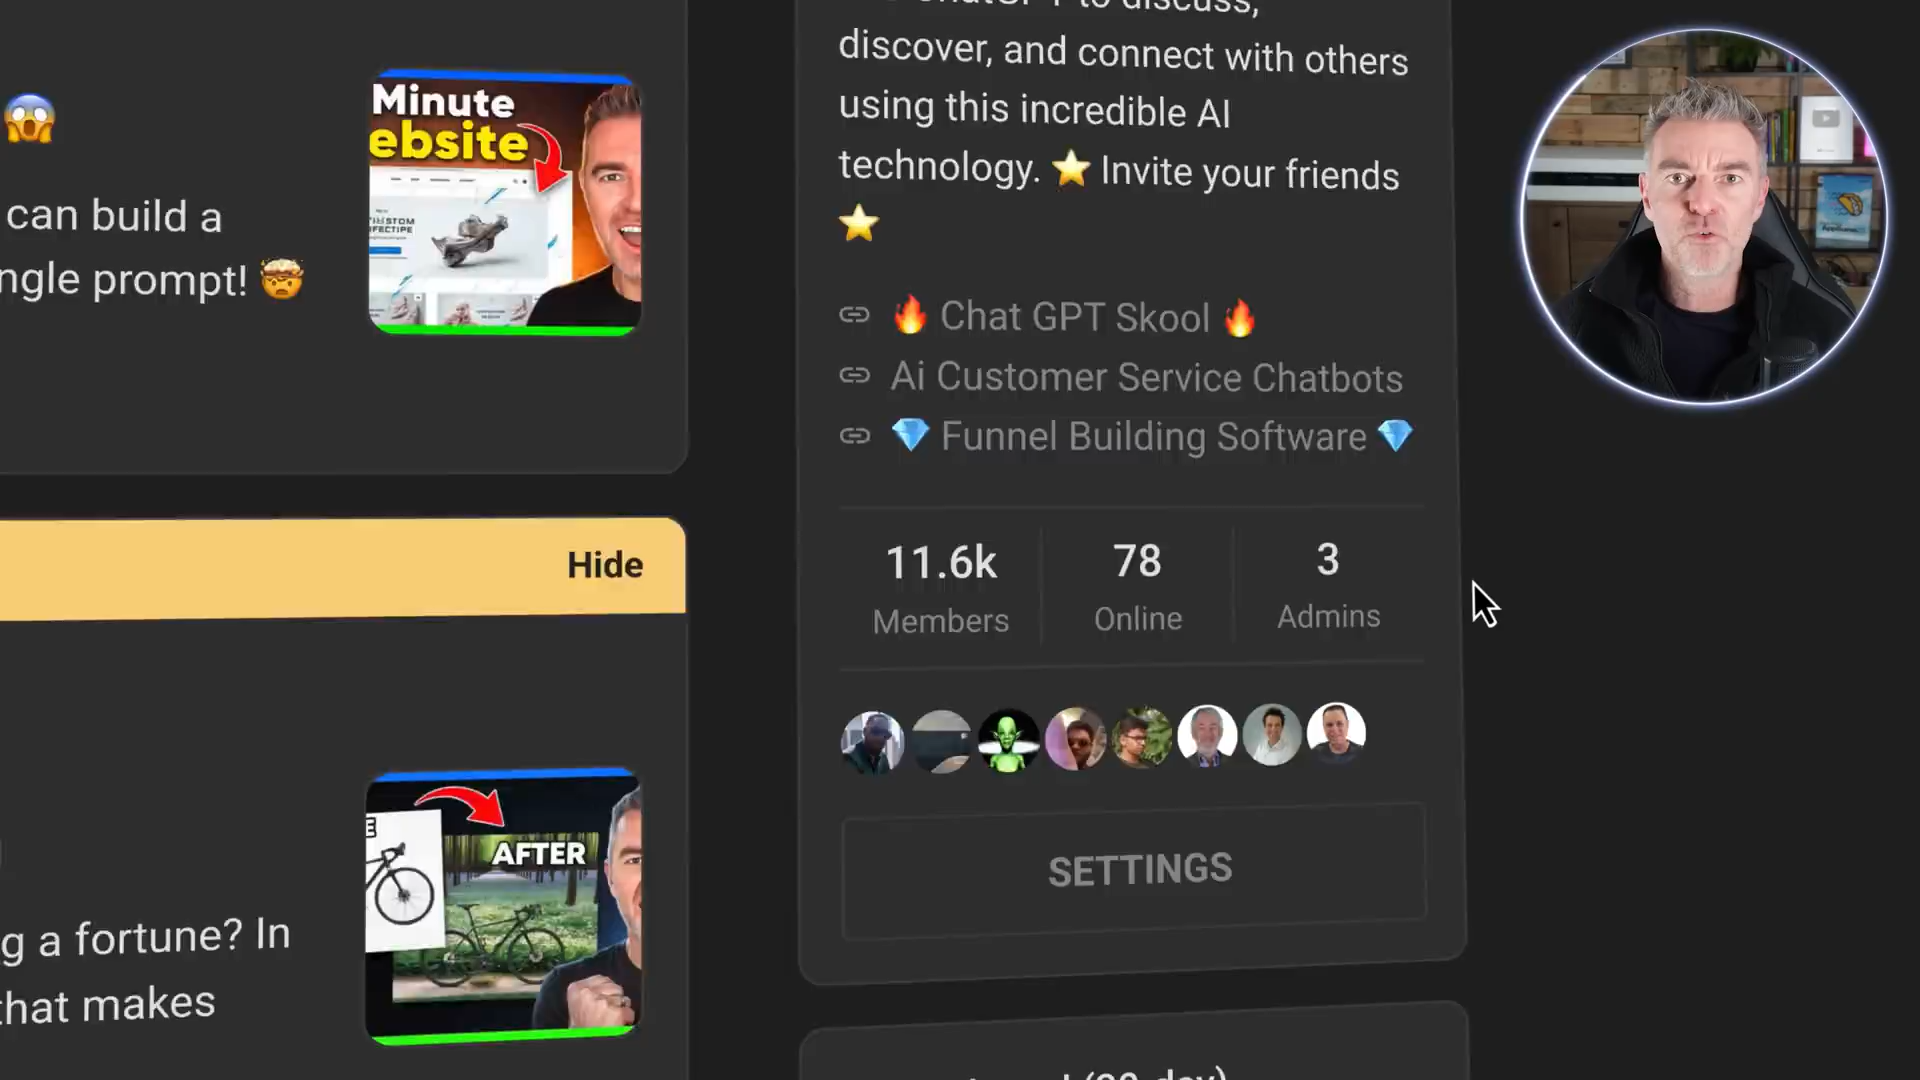 can build a
ngle prompt! 🤯
Minute
ebsite
Hide
AFTER
g a fortune? In
that makes
discuss,
discover, and connect with others
using this incredible AI
technology. ⭐ Invite your friends
⭐
🔥 Chat GPT Skool 🔥
Ai Customer Service Chatbots
💎 Funnel Building Software 💎
11.6k
Members
78
Online
3
Admins
SETTINGS